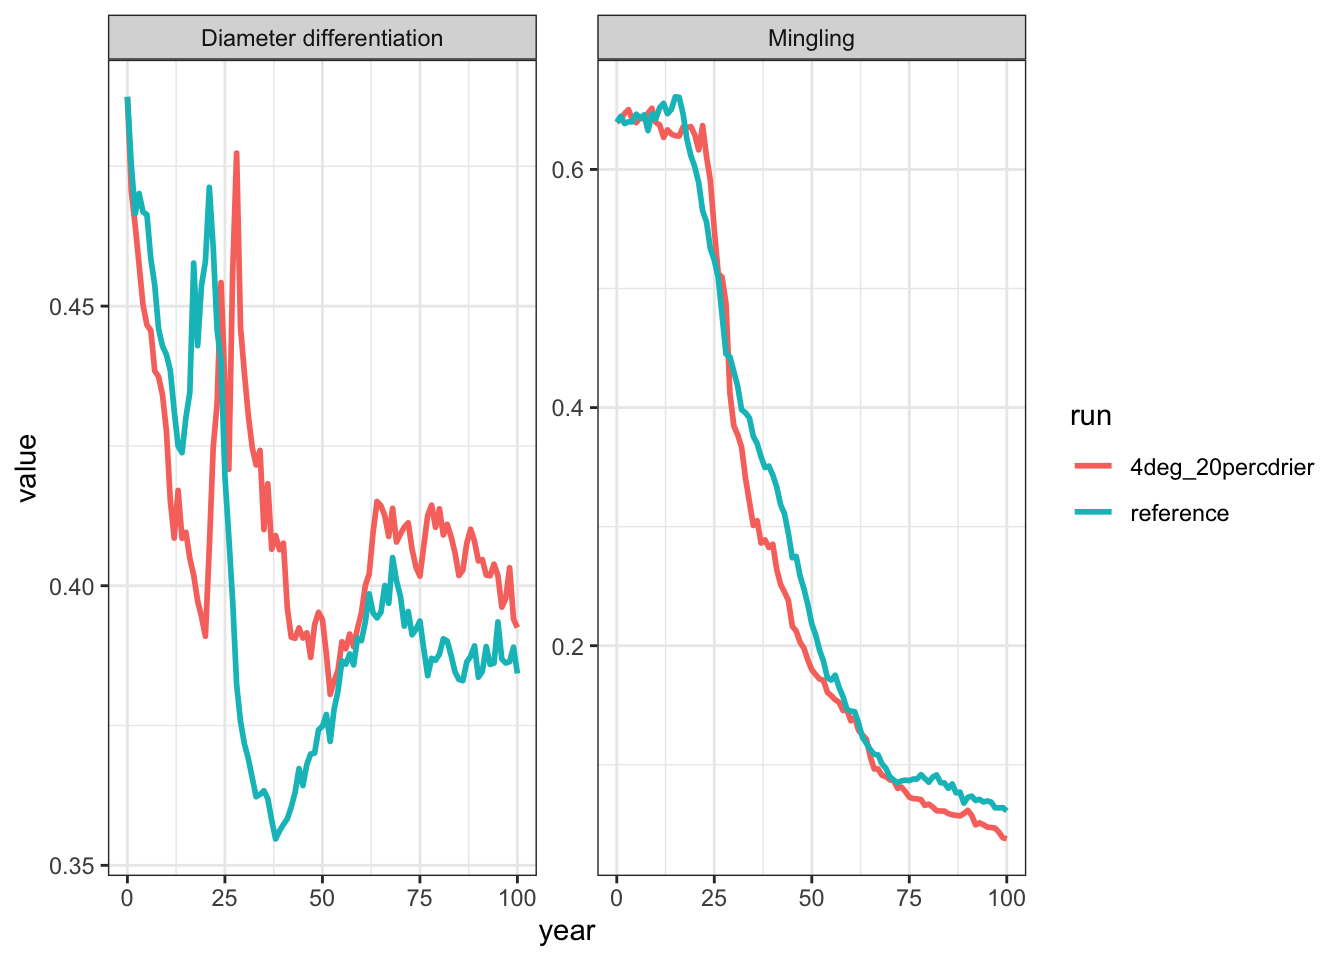 Diameter differentiation
Mingling
value
0.45
0.40
0.35
0.6
0.4
0.2
0 25 50 75 100
0 25 50 75 100
year
run
4deg_20percdrier
reference